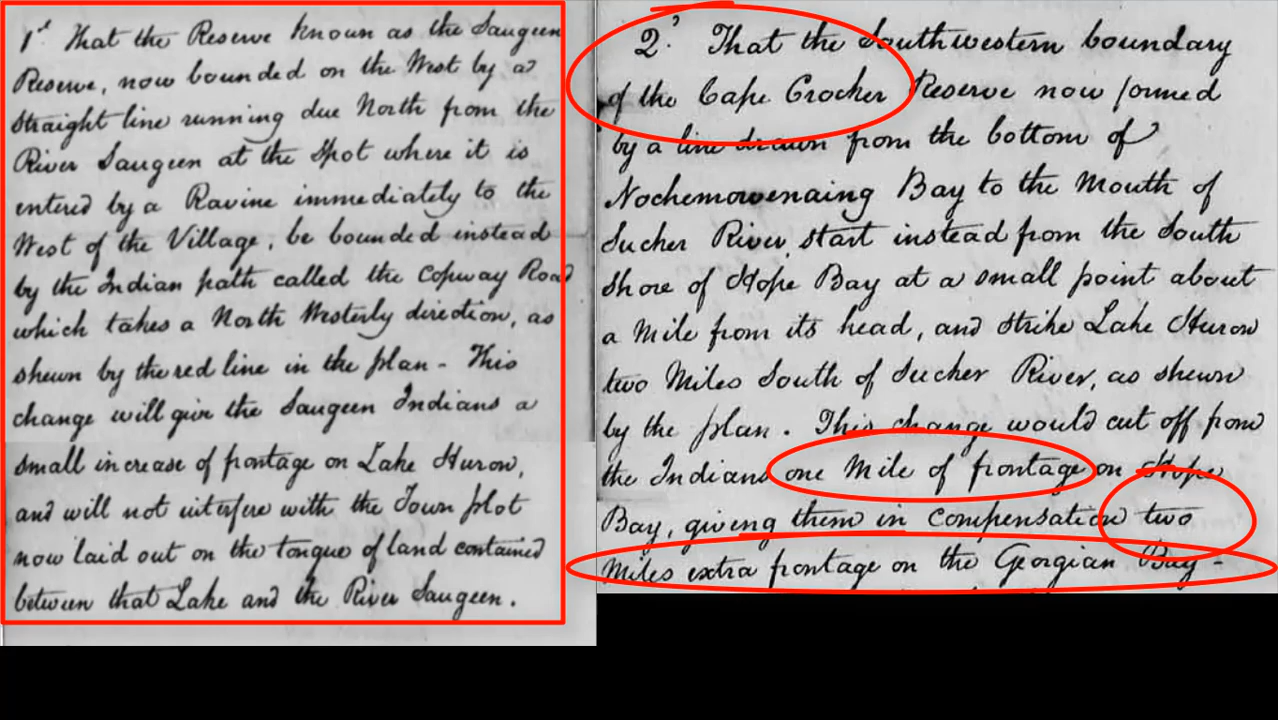 1st That the Reserve known as the Saugeen
Reserve, now bounded on the West by a
straight line running due North from the
River Saugeen at the Spot where it is
entered by a Ravine immediately to the
West of the Village, be bounded instead
by the Indian path called the Copway Road
which takes a North Westerly direction, as
shewn by the red line in the plan - This
change will give the Saugeen Indians a
small increase of frontage on Lake Huron,
and will not interfere with the Town plot
now laid out on the tongue of land contained
between that Lake and the River Saugeen.
2d That the Southwestern boundary
of the Cape Crocker Reserve now formed
by a line drawn from the bottom of
Nochemowenaing Bay to the Mouth of
Sucker River start instead from the South
shore of Hope Bay at a small point about
a Mile from its head, and strike Lake Huron
two Miles South of Sucker River, as shewn
by the plan. This change would cut off from
the Indians one Mile of frontage on Hope
Bay, giving them in compensation two
Miles extra frontage on the Georgian Bay -